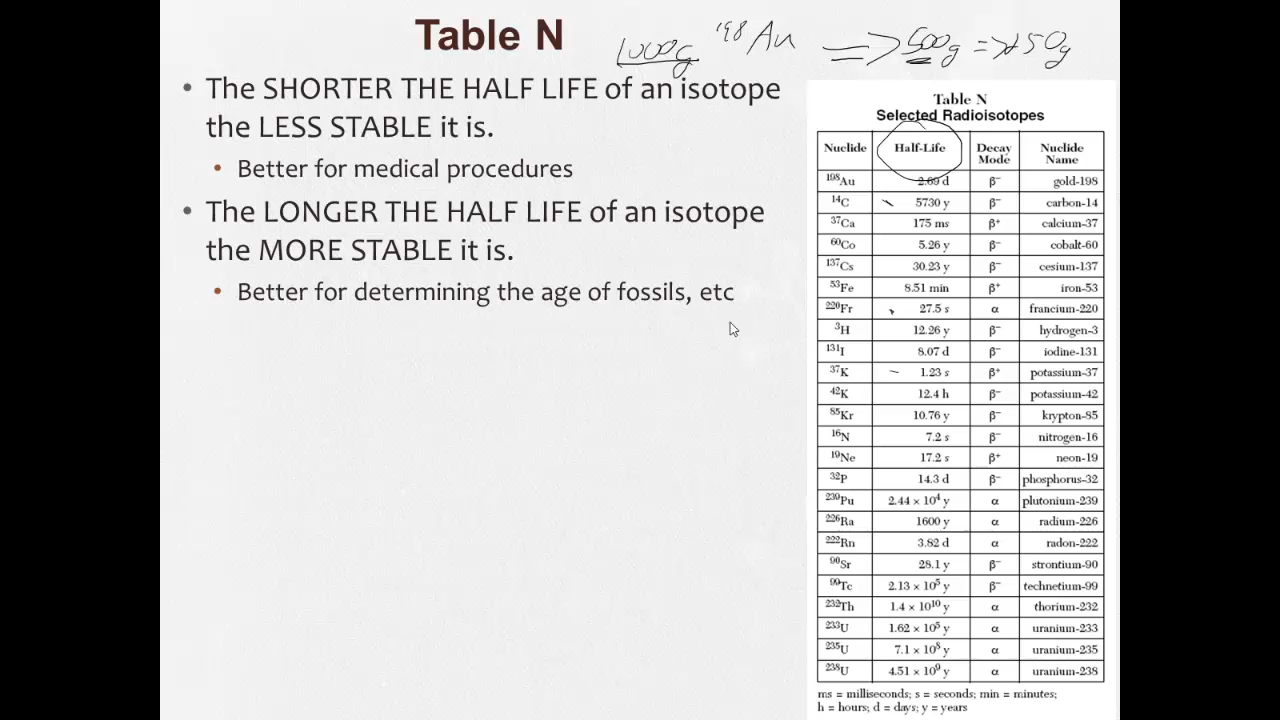 Table N
1000g ¹⁹⁸Au => 500g => 250g
• The SHORTER THE HALF LIFE of an isotope
the LESS STABLE it is.
• Better for medical procedures
• The LONGER THE HALF LIFE of an isotope
the MORE STABLE it is.
• Better for determining the age of fossils, etc
Table N
Selected Radioisotopes
Nuclide Half-Life Decay Mode Nuclide Name
¹⁹⁸Au 2.69 d β⁻ gold-198
¹⁴C 5730 y β⁻ carbon-14
³⁷Ca 175 ms β⁺ calcium-37
⁶⁰Co 5.26 y β⁻ cobalt-60
¹³⁷Cs 30.23 y β⁻ cesium-137
⁵³Fe 8.51 min β⁺ iron-53
²²⁰Fr 27.5 s α francium-220
³H 12.26 y β⁻ hydrogen-3
¹³¹I 8.07 d β⁻ iodine-131
³⁷K 1.23 s β⁺ potassium-37
⁴²K 12.4 h β⁻ potassium-42
⁸⁵Kr 10.76 y β⁻ krypton-85
¹⁶N 7.2 s β⁻ nitrogen-16
¹⁹Ne 17.2 s β⁺ neon-19
³²P 14.3 d β⁻ phosphorus-32
²³⁹Pu 2.44 × 10⁴ y α plutonium-239
²²⁶Ra 1600 y α radium-226
²²²Rn 3.82 d α radon-222
⁹⁰Sr 28.1 y β⁻ strontium-90
⁹⁹Tc 2.13 × 10⁵ y β⁻ technetium-99
²³²Th 1.4 × 10¹⁰ y α thorium-232
²³³U 1.62 × 10⁵ y α uranium-233
²³⁵U 7.1 × 10⁸ y α uranium-235
²³⁸U 4.51 × 10⁹ y α uranium-238
ms = milliseconds; s = seconds; min = minutes;
h = hours; d = days; y = years